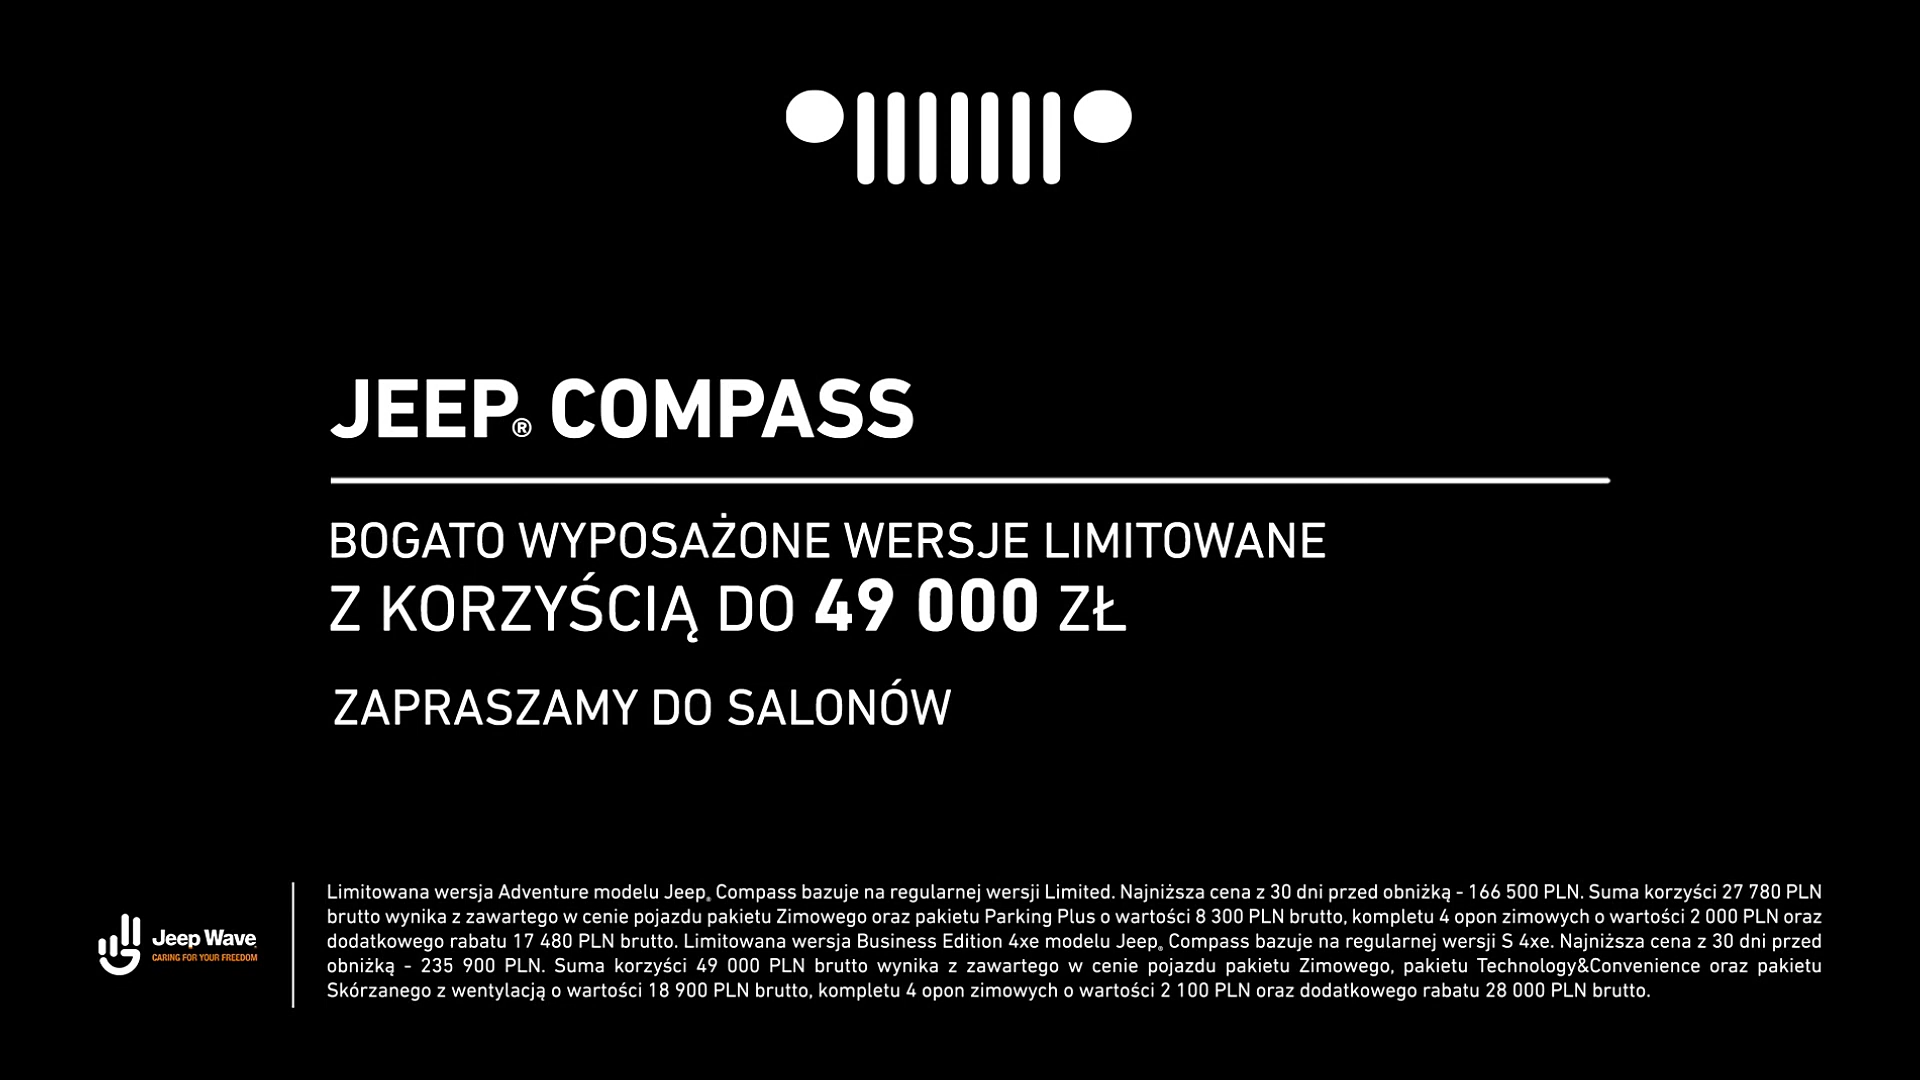 JEEP® COMPASS
BOGATO WYPOSAŻONE WERSJE LIMITOWANE
Z KORZYŚCIĄ DO 49 000 ZŁ
ZAPRASZAMY DO SALONÓW
Jeep Wave
CARING FOR YOUR FREEDOM
Limitowana wersja Adventure modelu Jeep® Compass bazuje na regularnej wersji Limited. Najniższa cena z 30 dni przed obniżką - 166 500 PLN. Suma korzyści 27 780 PLN
brutto wynika z zawartego w cenie pojazdu pakietu Zimowego oraz pakietu Parking Plus o wartości 8 300 PLN brutto, kompletu 4 opon zimowych o wartości 2 000 PLN oraz
dodatkowego rabatu 17 480 PLN brutto. Limitowana wersja Business Edition 4xe modelu Jeep® Compass bazuje na regularnej wersji S 4xe. Najniższa cena z 30 dni przed
obniżką - 235 900 PLN. Suma korzyści 49 000 PLN brutto wynika z zawartego w cenie pojazdu pakietu Zimowego, pakietu Technology&Convenience oraz pakietu
Skórzanego z wentylacją o wartości 18 900 PLN brutto, kompletu 4 opon zimowych o wartości 2 100 PLN oraz dodatkowego rabatu 28 000 PLN brutto.